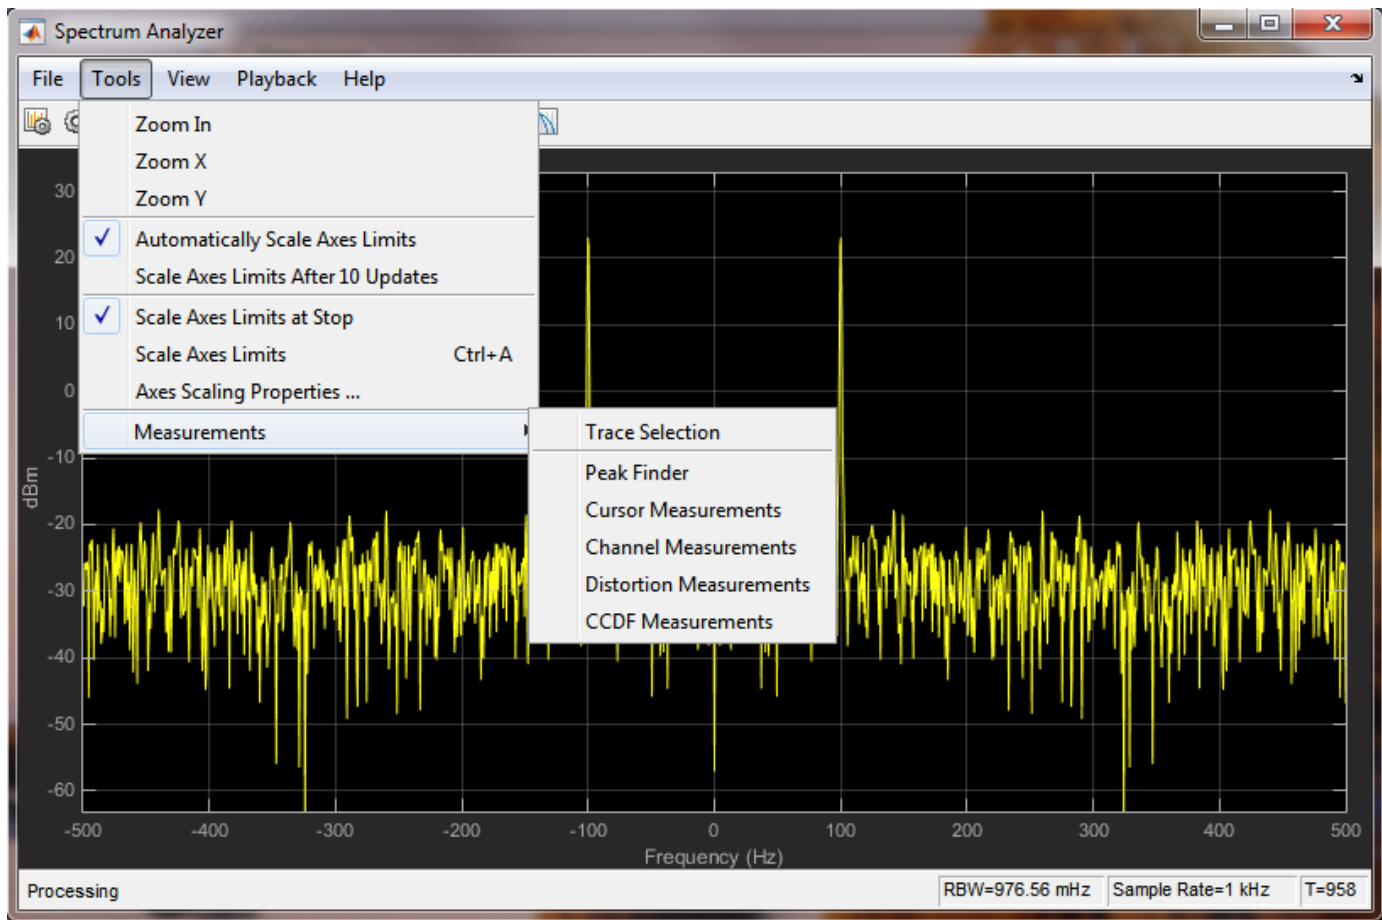 Spectrum Analyzer
File Tools View Playback Help
Zoom In
Zoom X
Zoom Y
Automatically Scale Axes Limits
Scale Axes Limits After 10 Updates
Scale Axes Limits at Stop
Scale Axes Limits Ctrl+A
Axes Scaling Properties ...
Measurements
Trace Selection
Peak Finder
Cursor Measurements
Channel Measurements
Distortion Measurements
CCDF Measurements
30
20
10
0
-10
-20
-30
-40
-50
-60
dBm
-500 -400 -300 -200 -100 0 100 200 300 400 500
Frequency (Hz)
Processing RBW=976.56 mHz Sample Rate=1 kHz T=958